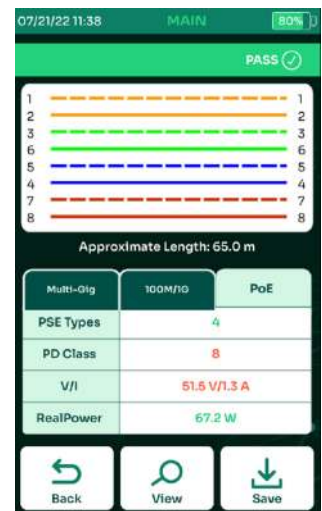 07/21/22 11:38 MAIN 80%
PASS
1 1
2 2
3 3
6 6
5 5
4 4
7 7
8 8
Approximate Length: 65.0 m
Multi-Gig 100M/1G PoE
PSE Types 4
PD Class 8
V/I 51.5 V/1.3 A
RealPower 67.2 W
Back View Save